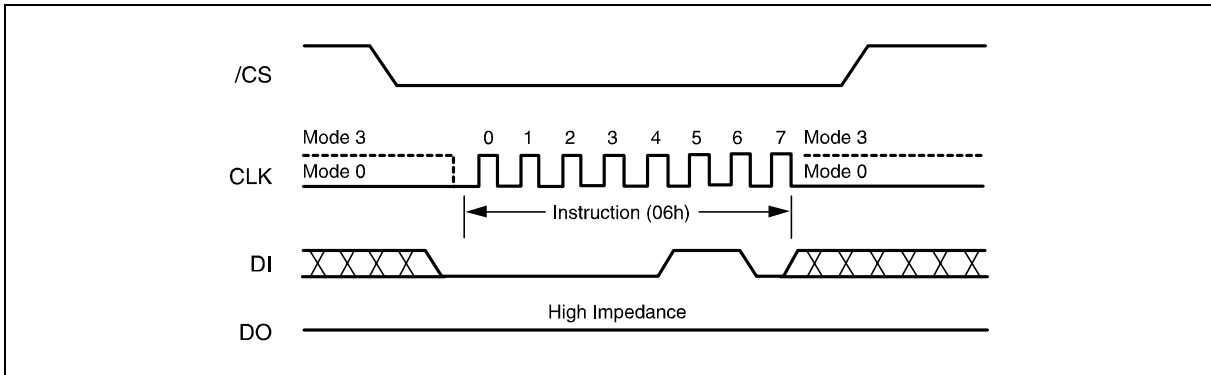 /CS
Mode 3 0 1 2 3 4 5 6 7 Mode 3
CLK Mode 0 Mode 0
Instruction (06h)
DI
High Impedance
DO